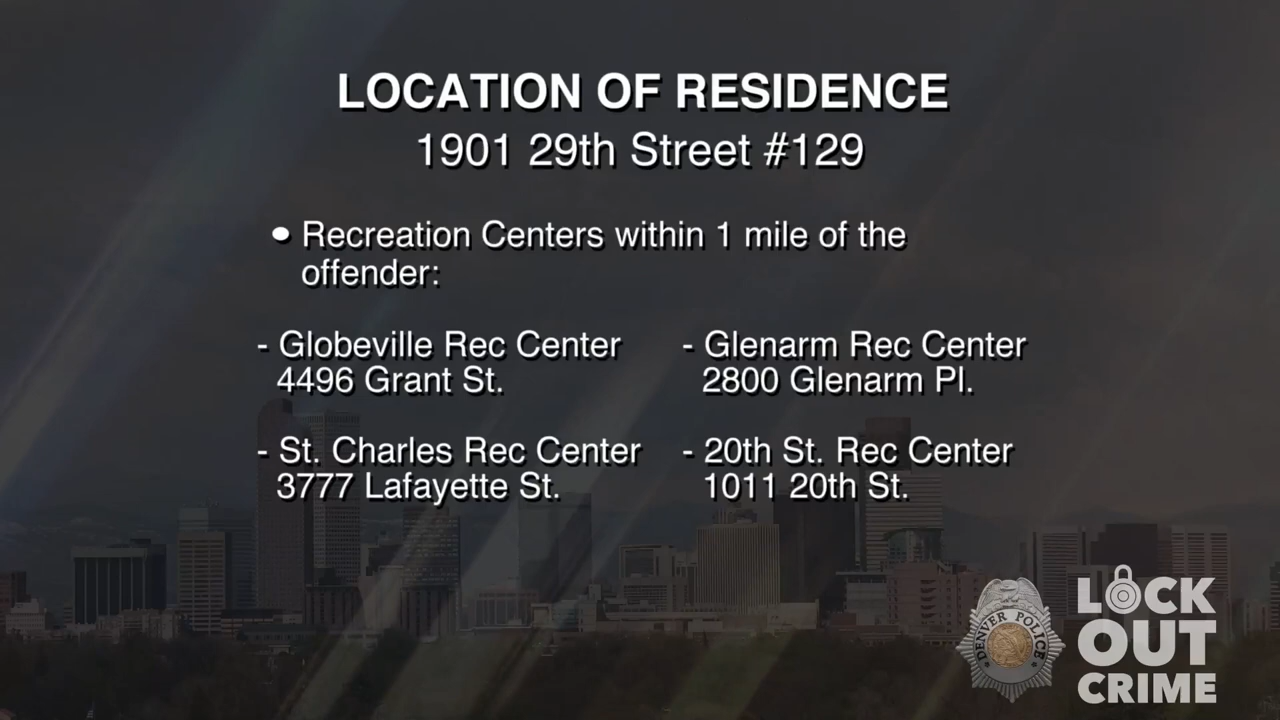 LOCATION OF RESIDENCE
1901 29th Street #129
• Recreation Centers within 1 mile of the
offender:
- Globeville Rec Center
4496 Grant St.
- Glenarm Rec Center
2800 Glenarm Pl.
- St. Charles Rec Center
3777 Lafayette St.
- 20th St. Rec Center
1011 20th St.
DENVER POLICE
LOCK
OUT
CRIME